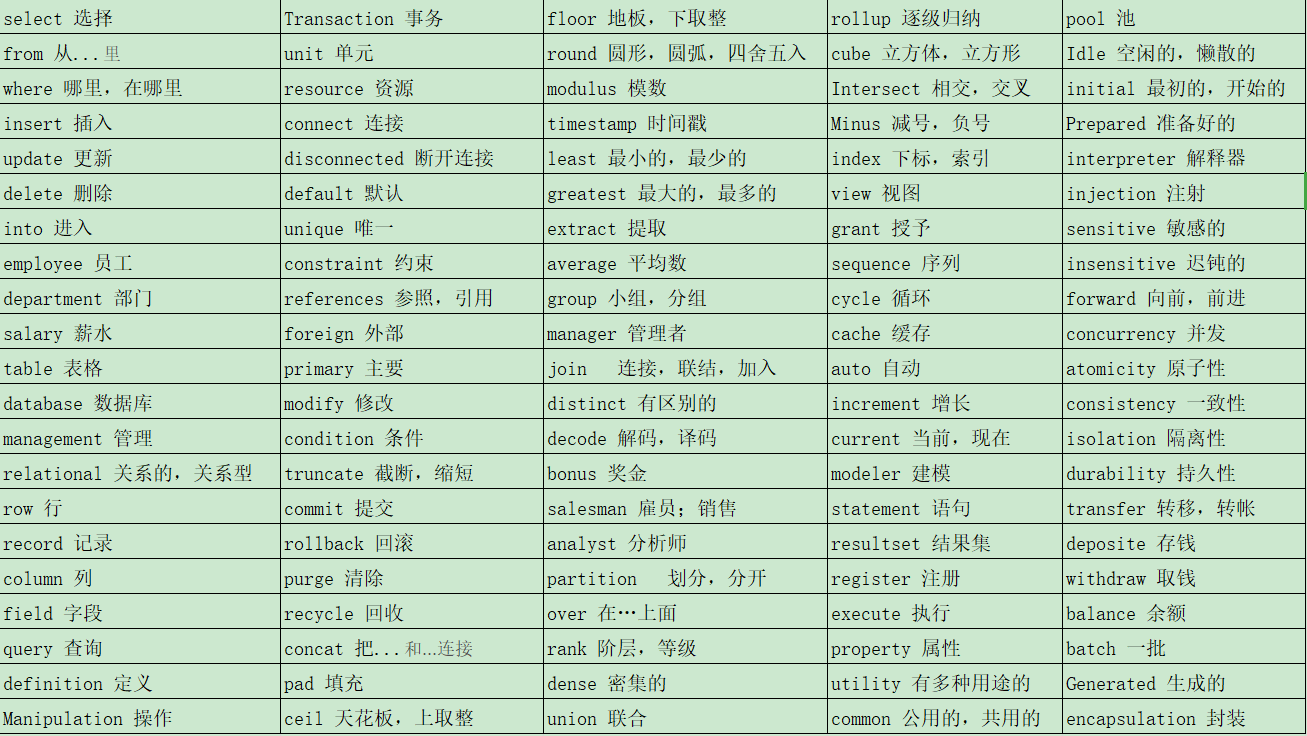 select 选择 Transaction 事务 floor 地板，下取整 rollup 逐级归纳 pool 池
from 从...里 unit 单元 round 圆形，圆弧，四舍五入 cube 立方体，立方形 Idle 空闲的，懒散的
where 哪里，在哪里 resource 资源 modulus 模数 Intersect 相交，交叉 initial 最初的，开始的
insert 插入 connect 连接 timestamp 时间戳 Minus 减号，负号 Prepared 准备好的
update 更新 disconnected 断开连接 least 最小的，最少的 index 下标，索引 interpreter 解释器
delete 删除 default 默认 greatest 最大的，最多的 view 视图 injection 注射
into 进入 unique 唯一 extract 提取 grant 授予 sensitive 敏感的
employee 员工 constraint 约束 average 平均数 sequence 序列 insensitive 迟钝的
department 部门 references 参照，引用 group 小组，分组 cycle 循环 forward 向前，前进
salary 薪水 foreign 外部 manager 管理者 cache 缓存 concurrency 并发
table 表格 primary 主要 join 连接，联结，加入 auto 自动 atomicity 原子性
database 数据库 modify 修改 distinct 有区别的 increment 增长 consistency 一致性
management 管理 condition 条件 decode 解码，译码 current 当前，现在 isolation 隔离性
relational 关系的，关系型 truncate 截断，缩短 bonus 奖金 modeler 建模 durability 持久性
row 行 commit 提交 salesman 雇员；销售 statement 语句 transfer 转移，转帐
record 记录 rollback 回滚 analyst 分析师 resultset 结果集 deposite 存钱
column 列 purge 清除 partition 划分，分开 register 注册 withdraw 取钱
field 字段 recycle 回收 over 在…上面 execute 执行 balance 余额
query 查询 concat 把...和...连接 rank 阶层，等级 property 属性 batch 一批
definition 定义 pad 填充 dense 密集的 utility 有多种用途的 Generated 生成的
Manipulation 操作 ceil 天花板，上取整 union 联合 common 公用的，共用的 encapsulation 封装